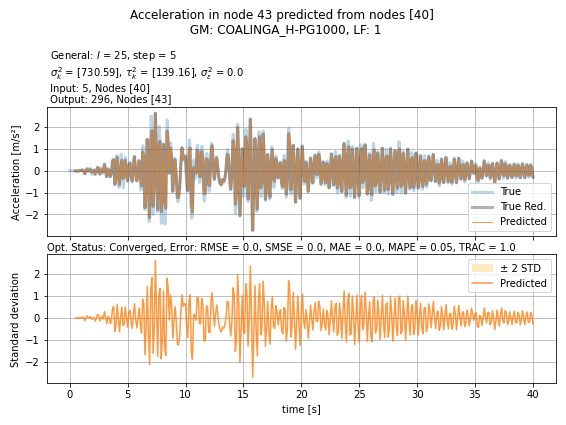 Acceleration in node 43 predicted from nodes [40]
GM: COALINGA_H-PG1000, LF: 1
General: l = 25, step = 5
σ²ₖ = [730.59], τ²ₖ = [139.16], σ²ε = 0.0
Input: 5, Nodes [40]
Output: 296, Nodes [43]
Acceleration [m/s²]
2
1
0
−1
−2
True
True Red.
Predicted
Opt. Status: Converged, Error: RMSE = 0.0, SMSE = 0.0, MAE = 0.0, MAPE = 0.05, TRAC = 1.0
Standard deviation
2
1
0
−1
−2
± 2 STD
Predicted
0 5 10 15 20 25 30 35 40
time [s]